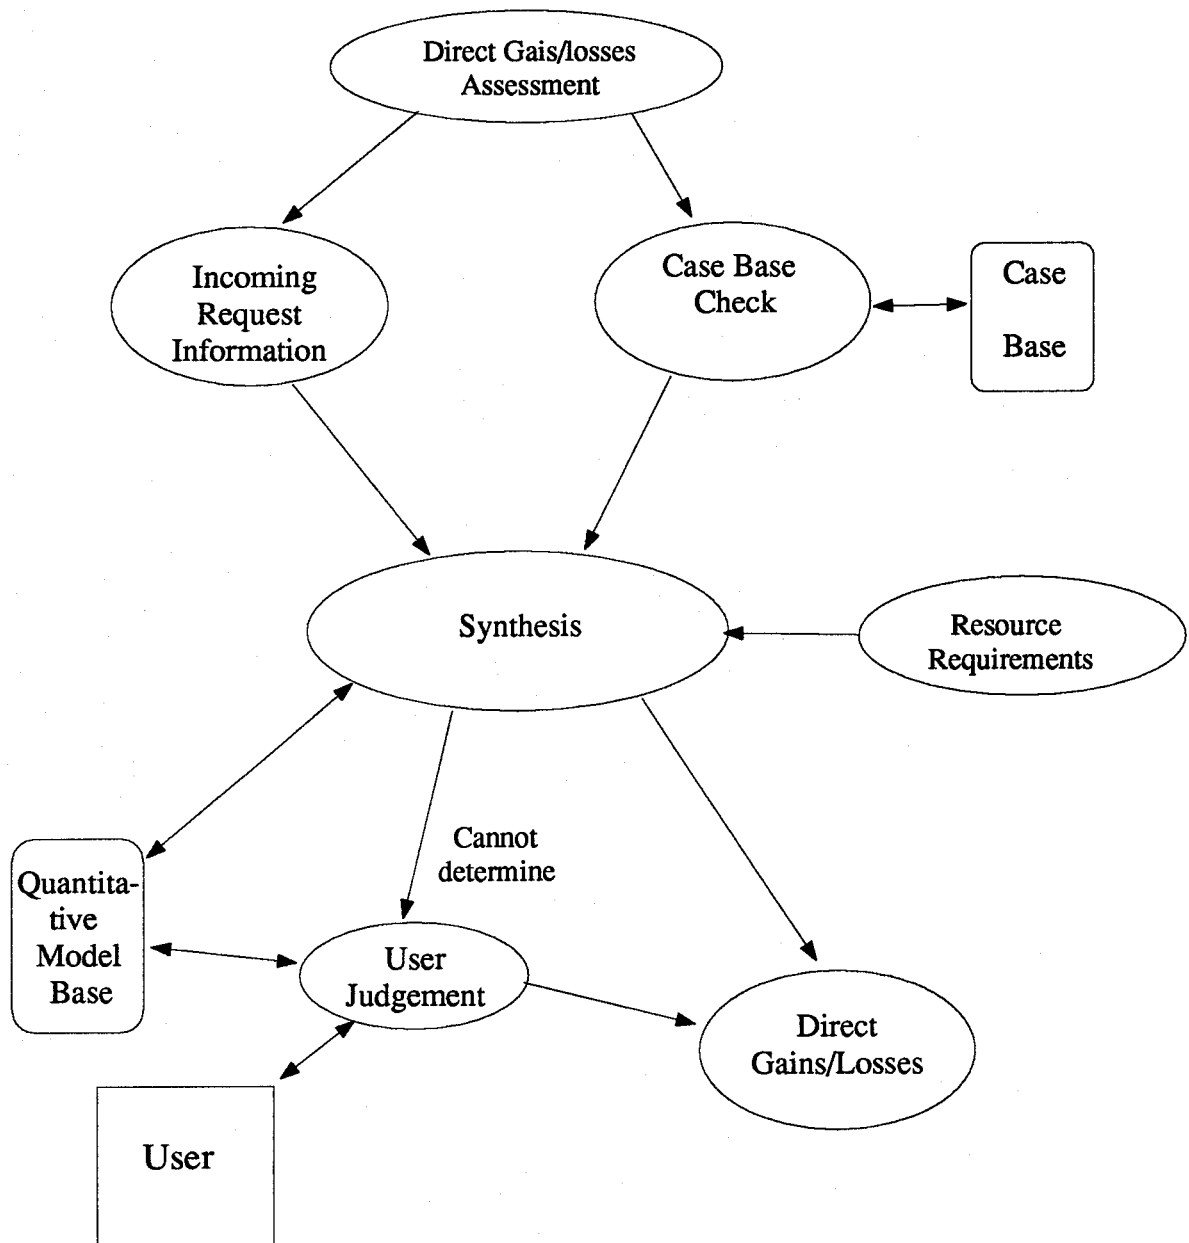 Direct Gais/losses
Assessment
Incoming
Request
Information
Case Base
Check
Case
Base
Synthesis
Resource
Requirements
Cannot
determine
Quantita-
tive
Model
Base
User
Judgement
Direct
Gains/Losses
User